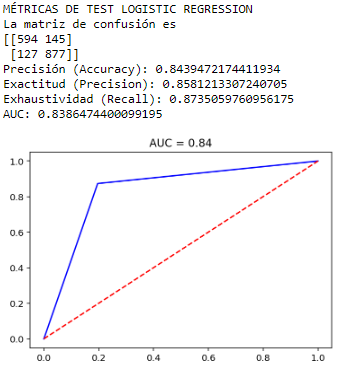 MÉTRICAS DE TEST LOGISTIC REGRESSION
La matriz de confusión es
[[594 145]
 [127 877]]
Precisión (Accuracy): 0.8439472174411934
Exactitud (Precision): 0.8581213307240705
Exhaustividad (Recall): 0.8735059760956175
AUC: 0.8386474400099195
AUC = 0.84
1.0
0.8
0.6
0.4
0.2
0.0
0.0 0.2 0.4 0.6 0.8 1.0